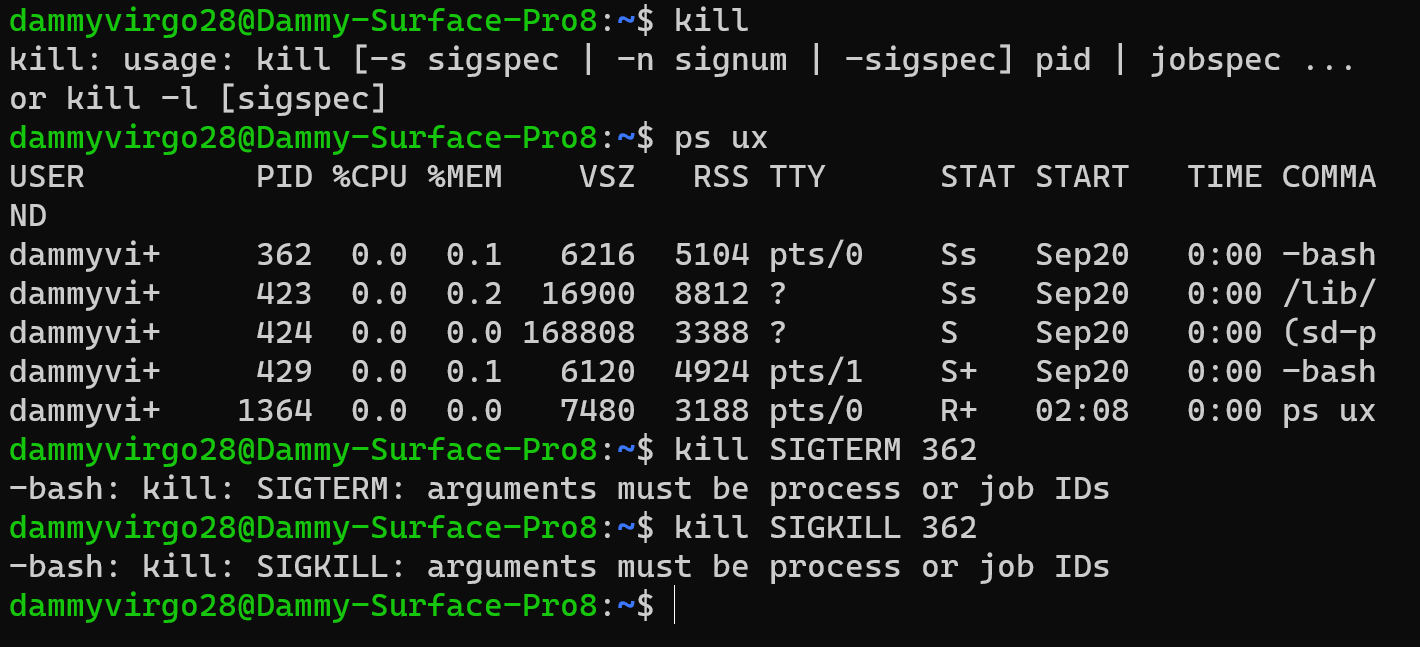 dammyvirgo28@Dammy-Surface-Pro8:~$ kill
kill: usage: kill [-s sigspec | -n signum | -sigspec] pid | jobspec ...
or kill -l [sigspec]
dammyvirgo28@Dammy-Surface-Pro8:~$ ps ux
USER         PID %CPU %MEM    VSZ   RSS TTY      STAT START   TIME COMMA
ND
dammyvi+     362  0.0  0.1   6216  5104 pts/0    Ss   Sep20   0:00 -bash
dammyvi+     423  0.0  0.2  16900  8812 ?        Ss   Sep20   0:00 /lib/
dammyvi+     424  0.0  0.0 168808  3388 ?        S    Sep20   0:00 (sd-p
dammyvi+     429  0.0  0.1   6120  4924 pts/1    S+   Sep20   0:00 -bash
dammyvi+    1364  0.0  0.0   7480  3188 pts/0    R+   02:08   0:00 ps ux
dammyvirgo28@Dammy-Surface-Pro8:~$ kill SIGTERM 362
-bash: kill: SIGTERM: arguments must be process or job IDs
dammyvirgo28@Dammy-Surface-Pro8:~$ kill SIGKILL 362
-bash: kill: SIGKILL: arguments must be process or job IDs
dammyvirgo28@Dammy-Surface-Pro8:~$